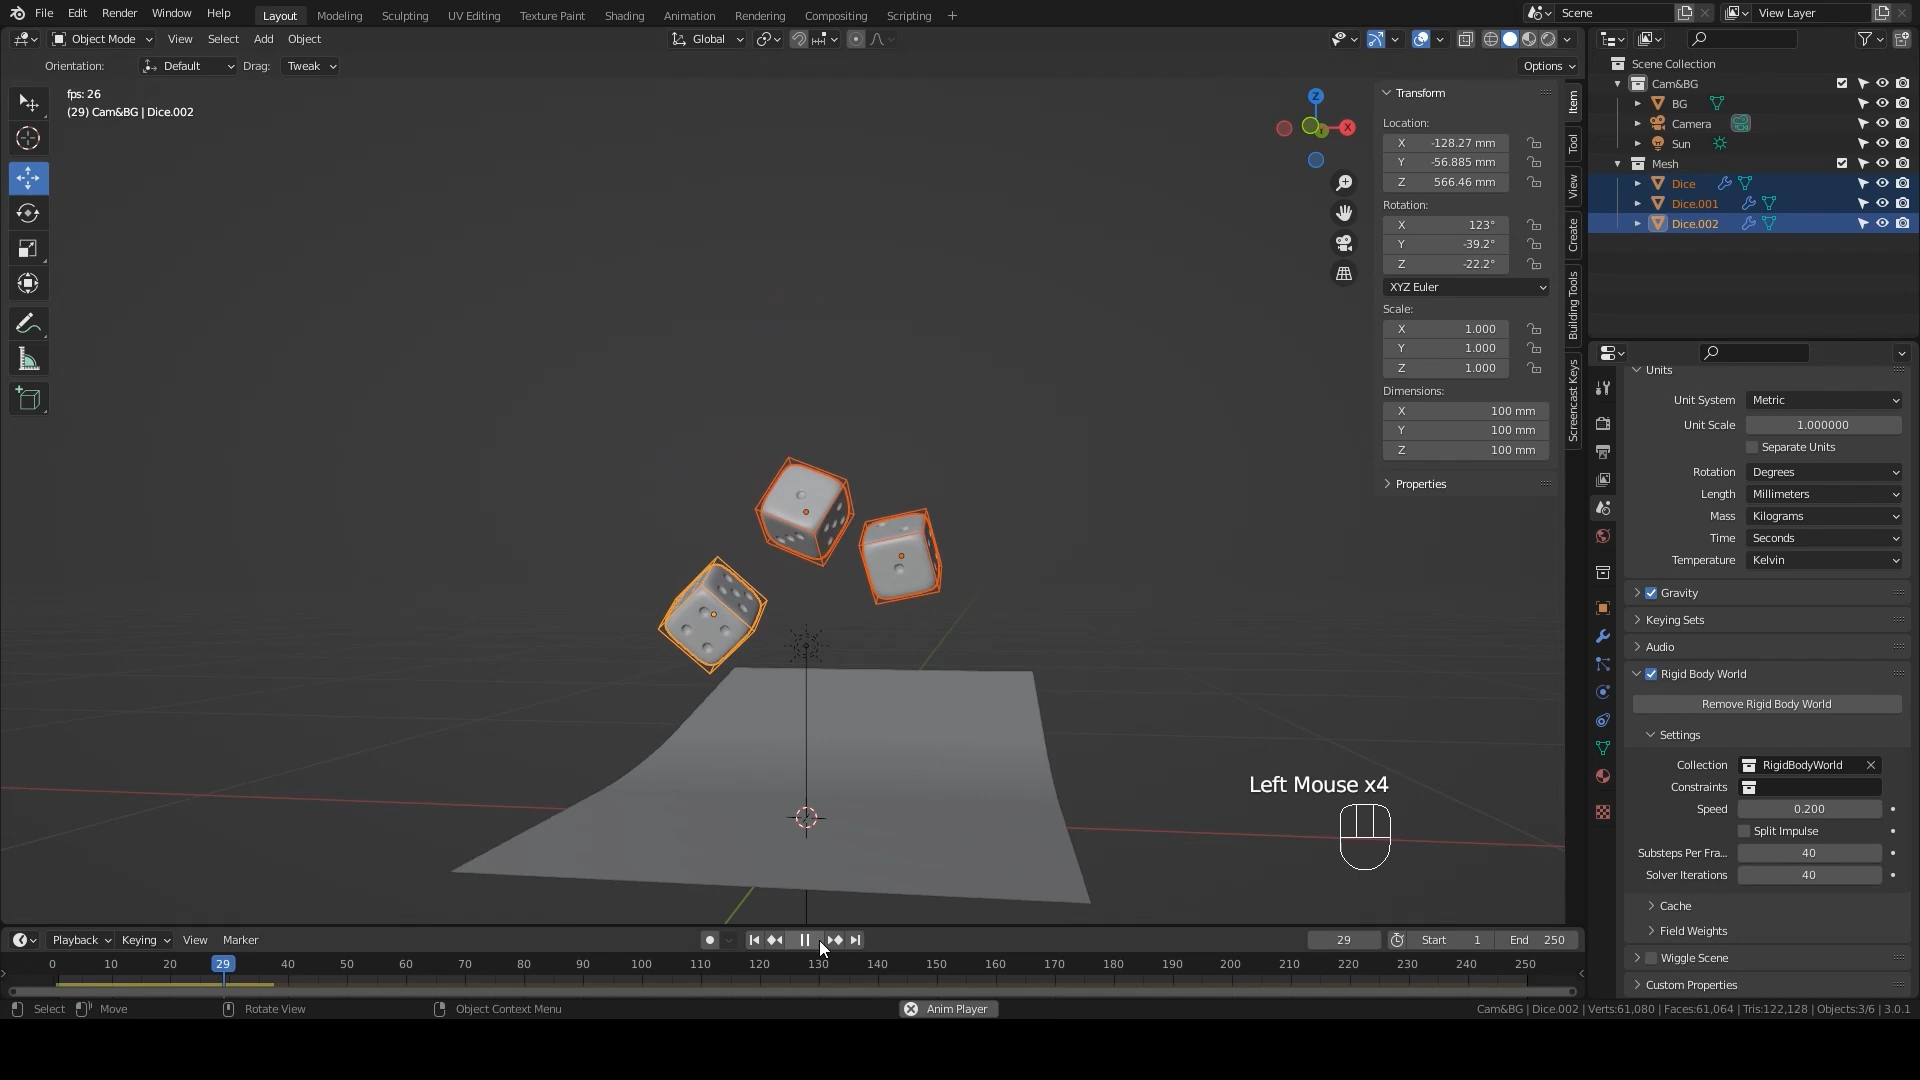 File Edit Render Window Help Layout Modeling Sculpting UV Editing Texture Paint Shading Animation Rendering Compositing Scripting + Scene View Layer
Object Mode View Select Add Object Global
Orientation: Default Drag: Tweak Options
fps: 26
(29) Cam&BG | Dice.002
Z
X
Transform
Location:
X -128.27 mm
Y -56.885 mm
Z 566.46 mm
Rotation:
X 123°
Y -39.2°
Z -22.2°
XYZ Euler
Scale:
X 1.000
Y 1.000
Z 1.000
Dimensions:
X 100 mm
Y 100 mm
Z 100 mm
Properties
Item
Tool
View
Create
Building Tools
Screencast Keys
Scene Collection
Cam&BG
BG
Camera
Sun
Mesh
Dice
Dice.001
Dice.002
Units
Unit System Metric
Unit Scale 1.000000
Separate Units
Rotation Degrees
Length Millimeters
Mass Kilograms
Time Seconds
Temperature Kelvin
Gravity
Keying Sets
Audio
Rigid Body World
Remove Rigid Body World
Settings
Collection RigidBodyWorld
Constraints
Speed 0.200
Split Impulse
Substeps Per Fra... 40
Solver Iterations 40
Cache
Field Weights
Wiggle Scene
Custom Properties
Left Mouse x4
Playback Keying View Marker 29 Start 1 End 250
0 10 20 29 40 50 60 70 80 90 100 110 120 130 140 150 160 170 180 190 200 210 220 230 240 250
Select Move Rotate View Object Context Menu Anim Player Cam&BG | Dice.002 | Verts:61,080 | Faces:61,064 | Tris:122,128 | Objects:3/6 | 3.0.1